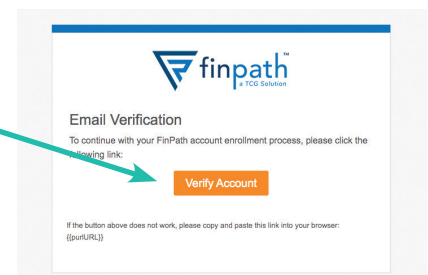 finpath™
a TCG Solution
Email Verification
To continue with your FinPath account enrollment process, please click the
following link:
Verify Account
If the button above does not work, please copy and paste this link into your browser:
{{purlURL}}